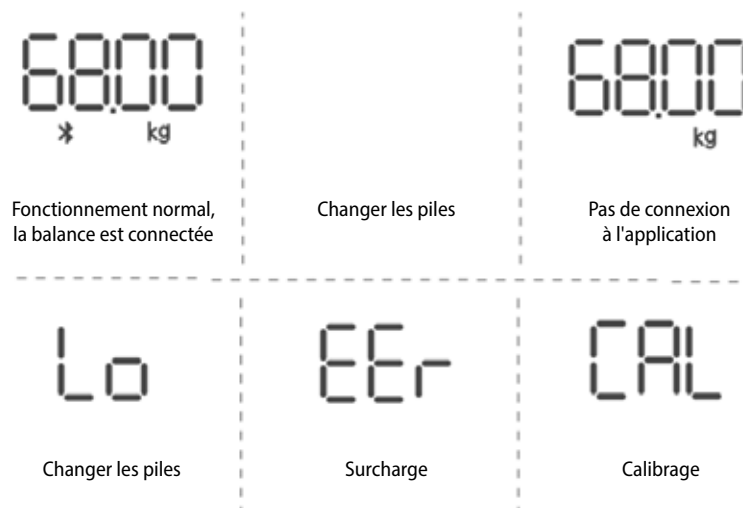 68.00
kg
Fonctionnement normal,
la balance est connectée
Changer les piles
68.00
kg
Pas de connexion
à l'application
Lo
Changer les piles
EEr
Surcharge
CAL
Calibrage